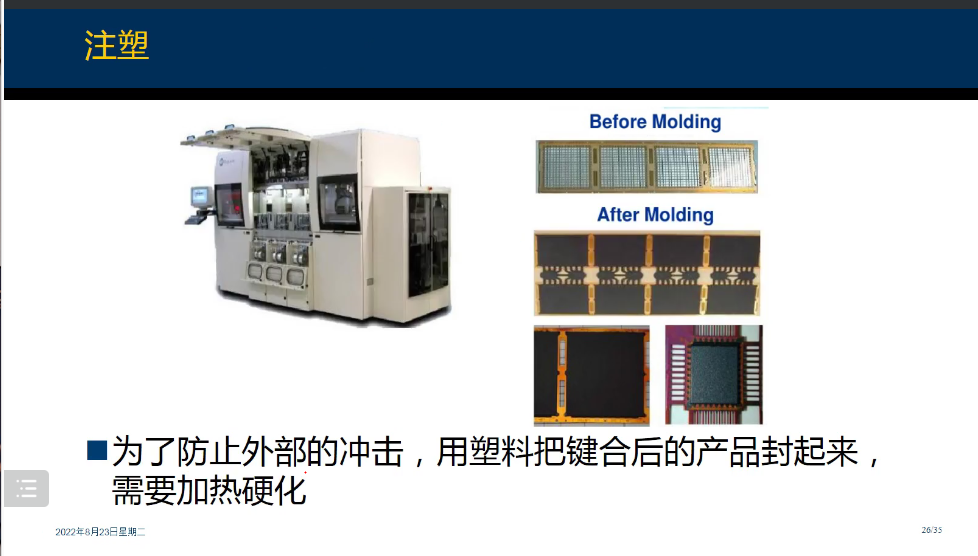 注塑
Before Molding
After Molding
为了防止外部的冲击，用塑料把键合后的产品封起来，
需要加热硬化
2022年8月23日星期二
26/35